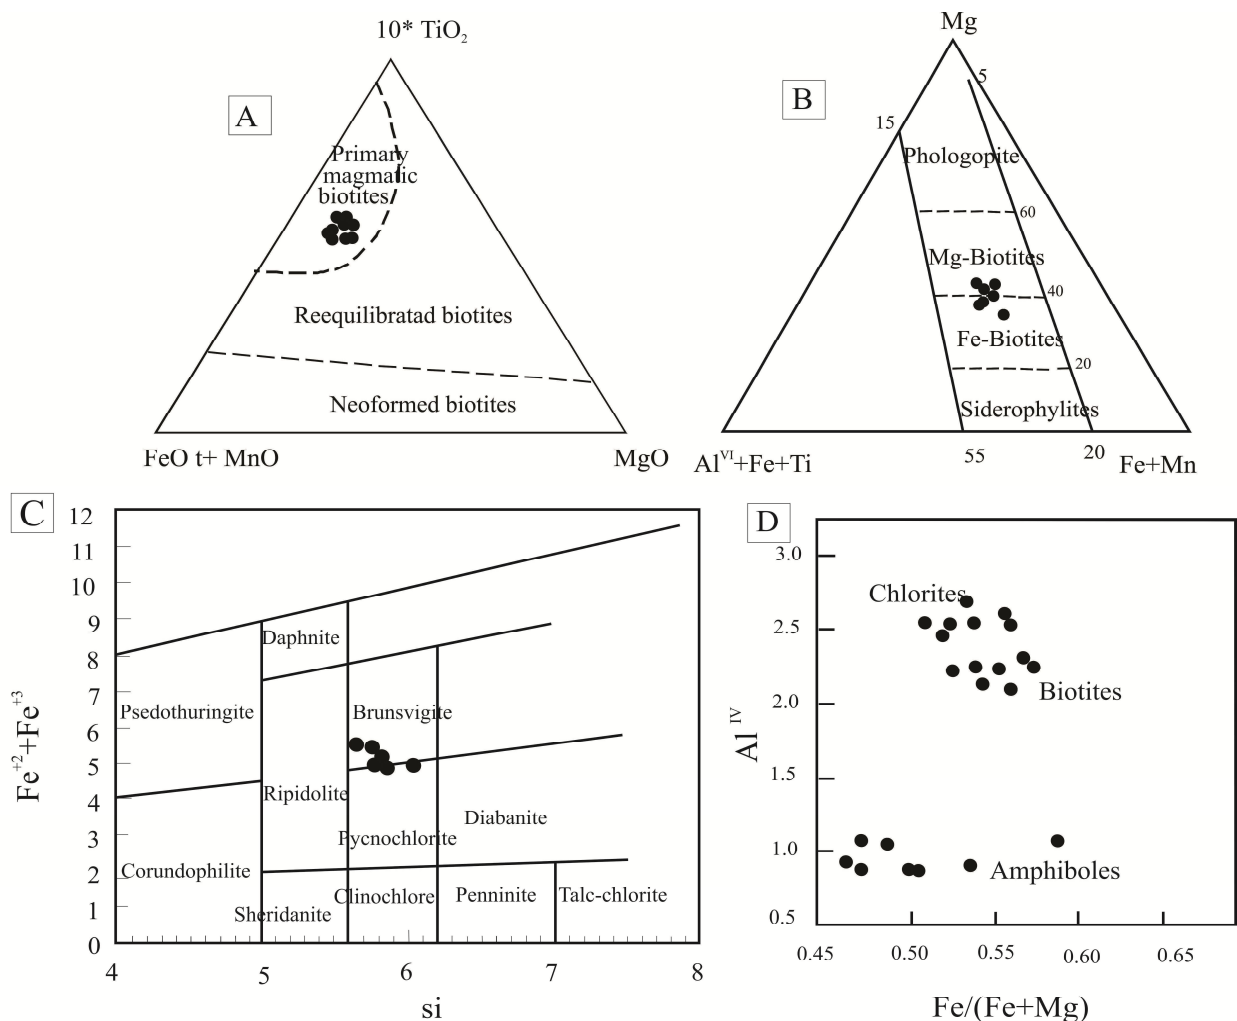 10* TiO2
A
Primary
magmatic
biotites
Reequilibratad biotites
Neoformed biotites
FeO t+ MnO
MgO
Mg
B
5
15
Phologopite
60
Mg-Biotites
40
Fe-Biotites
20
Siderophylites
AlVI+Fe+Ti
55
20
Fe+Mn
C
12
11
10
9
8
7
6
5
4
3
2
1
0
Fe+2+Fe+3
Daphnite
Psedothuringite
Brunsvigite
Ripidolite
Diabanite
Pycnochlorite
Corundophilite
Clinochlore
Penninite
Talc-chlorite
Sheridanite
4
5
6
7
8
si
D
3.0
2.5
2.0
1.5
1.0
0.5
AlIV
Chlorites
Biotites
Amphiboles
0.45
0.50
0.55
0.60
0.65
Fe/(Fe+Mg)